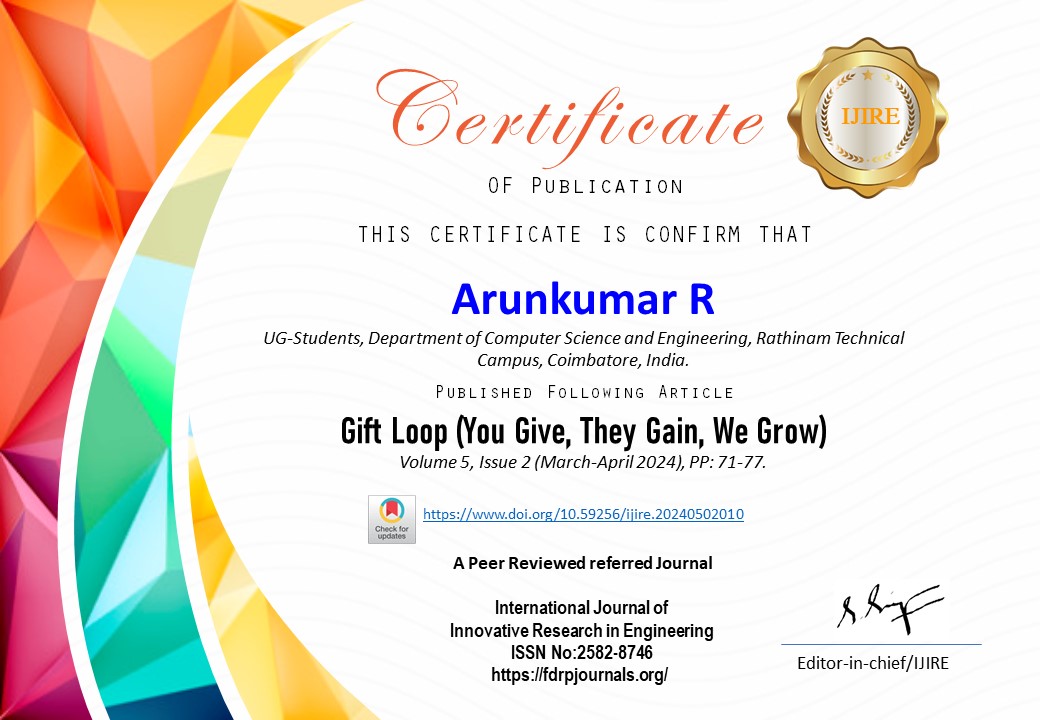 Certificate
IJIRE
OF PUBLICATION
THIS CERTIFICATE IS CONFIRM THAT
Arunkumar R
UG-Students, Department of Computer Science and Engineering, Rathinam Technical
Campus, Coimbatore, India.
PUBLISHED FOLLOWING ARTICLE
Gift Loop (You Give, They Gain, We Grow)
Volume 5, Issue 2 (March-April 2024), PP: 71-77.
Check for
updates
https://www.doi.org/10.59256/ijire.20240502010
A Peer Reviewed referred Journal
International Journal of
Innovative Research in Engineering
ISSN No:2582-8746
https://fdrpjournals.org/
Editor-in-chief/IJIRE